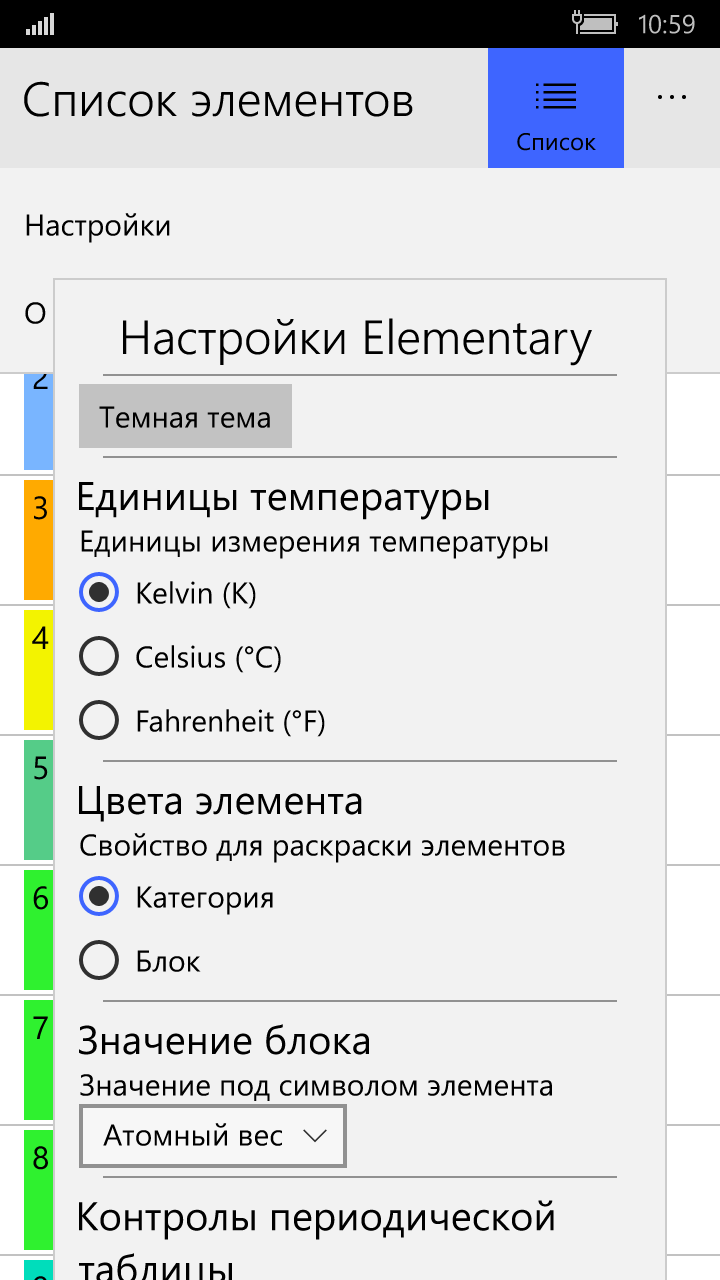 10:59
Список элементов
Список
Настройки
О
Настройки Elementary
2
Темная тема
Единицы температуры
3
Единицы измерения температуры
Kelvin (K)
4
Celsius (°C)
Fahrenheit (°F)
5
Цвета элемента
Свойство для раскраски элементов
6
Категория
Блок
7
Значение блока
Значение под символом элемента
Атомный вес
8
Контролы периодической
таблицы